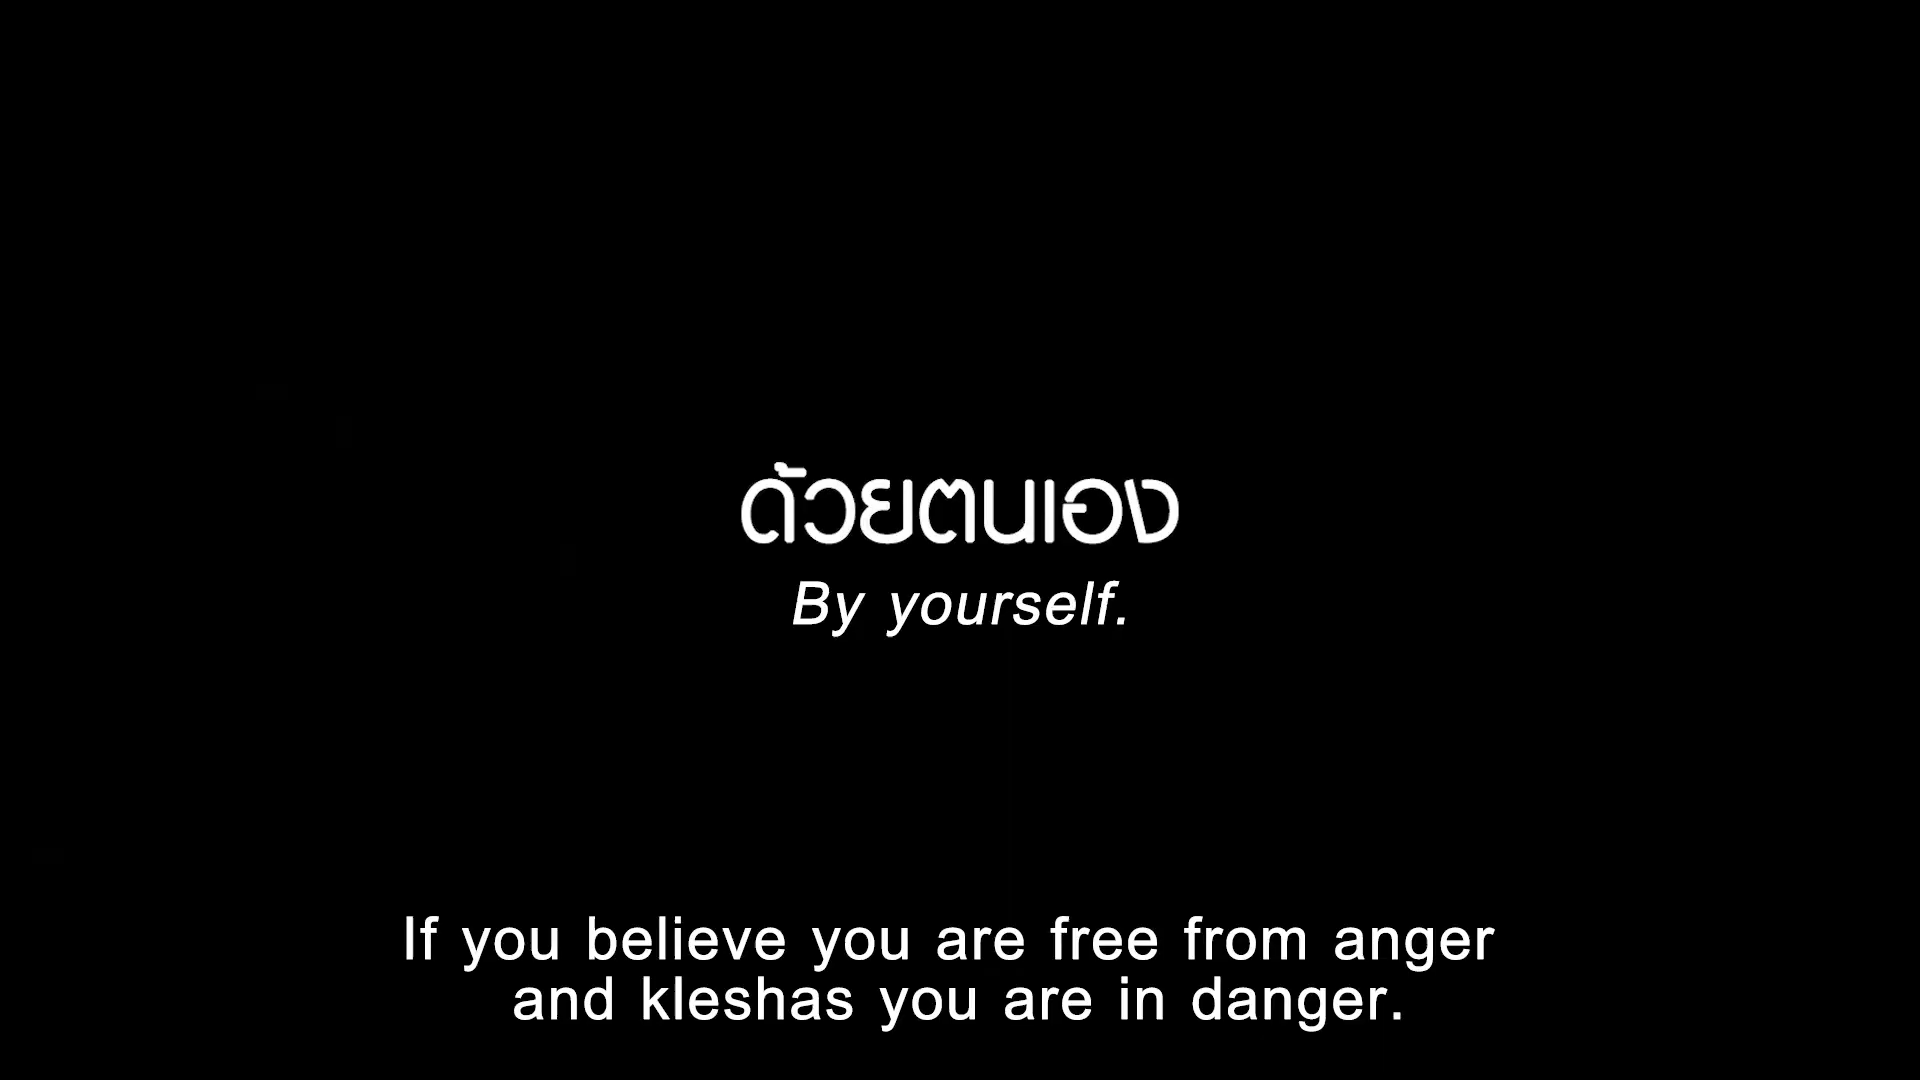 ด้วยตนเอง
By yourself.
If you believe you are free from anger
and kleshas you are in danger.